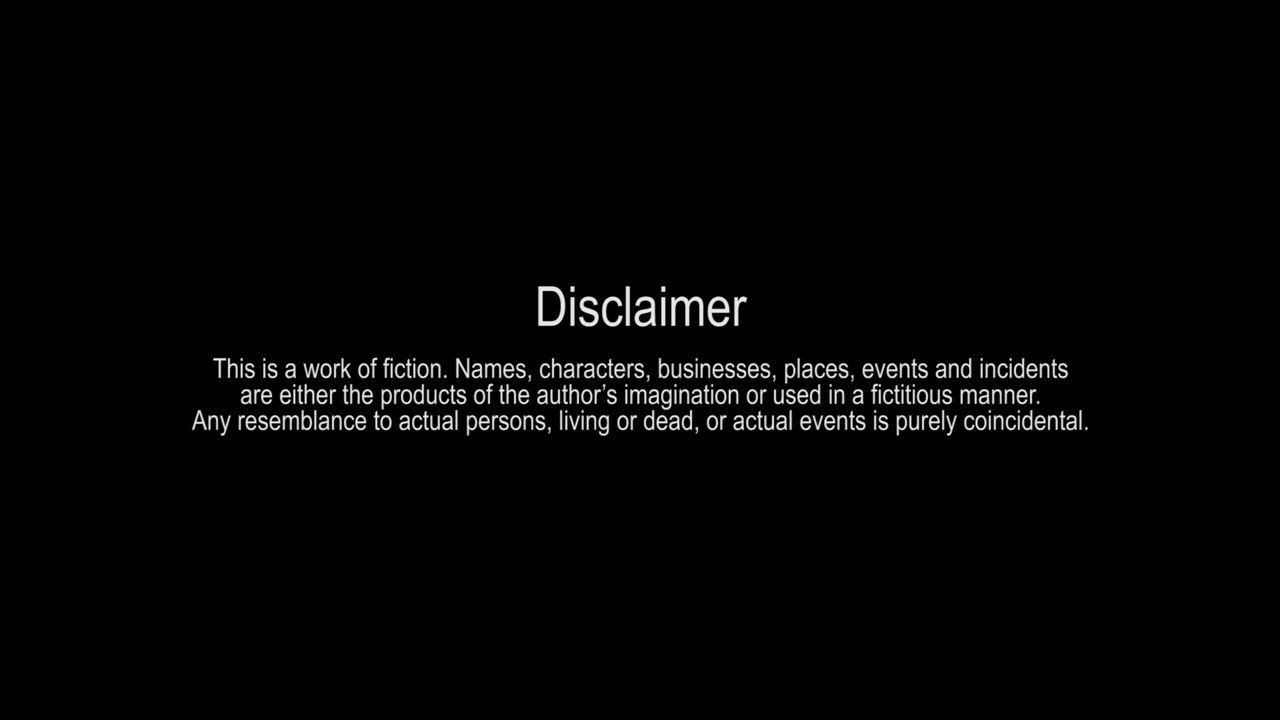 Disclaimer
This is a work of fiction. Names, characters, businesses, places, events and incidents
are either the products of the author’s imagination or used in a fictitious manner.
Any resemblance to actual persons, living or dead, or actual events is purely coincidental.